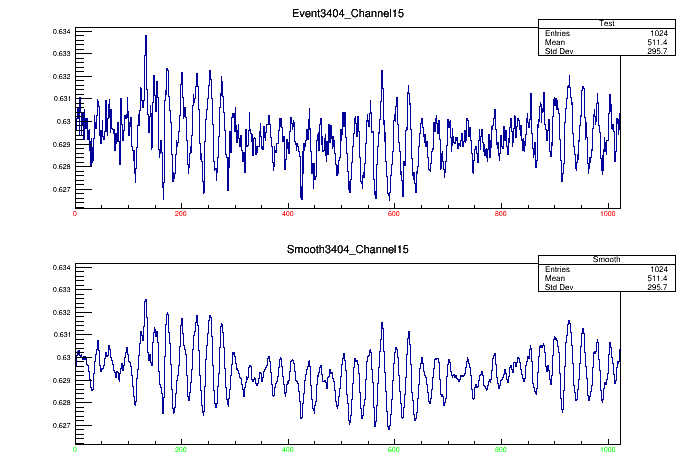 Event3404_Channel15
Test
Entries 1024
Mean 511.4
Std Dev 295.7
0.634
0.633
0.632
0.631
0.63
0.629
0.628
0.627
0 200 400 600 800 1000
Smooth3404_Channel15
Smooth
Entries 1024
Mean 511.4
Std Dev 295.7
0.634
0.633
0.632
0.631
0.63
0.629
0.628
0.627
0 200 400 600 800 1000